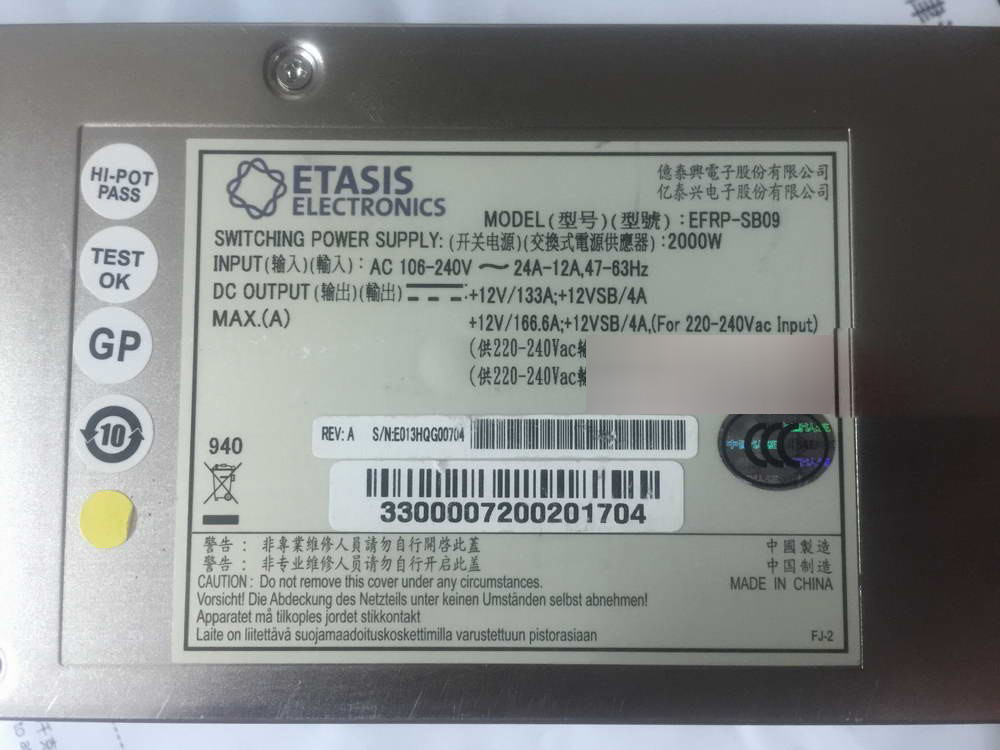 HI-POT
PASS
TEST
OK
GP
10
ETASIS
ELECTRONICS
億泰興電子股份有限公司
亿泰兴电子股份有限公司
MODEL(型号)(型號):EFRP-SB09
SWITCHING POWER SUPPLY:(开关电源)(交換式電源供應器):2000W
INPUT(输入)(輸入):AC 106-240V ～ 24A-12A,47-63Hz
DC OUTPUT(输出)(輸出) :+12V/133A;+12VSB/4A
MAX.(A) +12V/166.6A;+12VSB/4A,(For 220-240Vac Input)
(供220-240Vac
(供220-240Vac
REV: A S/N:E013HQG00704
940
3300007200201704
CCC
警告: 非專業維修人員請勿自行開啓此蓋
警告: 非专业维修人员请勿自行开启此盖
CAUTION: Do not remove this cover under any circumstances.
Vorsicht! Die Abdeckung des Netzteils unter keinen Umständen selbst abnehmen!
Apparatet må tilkoples jordet stikkontakt
Laite on liitettävä suojamaadoituskoskettimilla varustettuun pistorasiaan
中國製造
中国制造
MADE IN CHINA
FJ-2